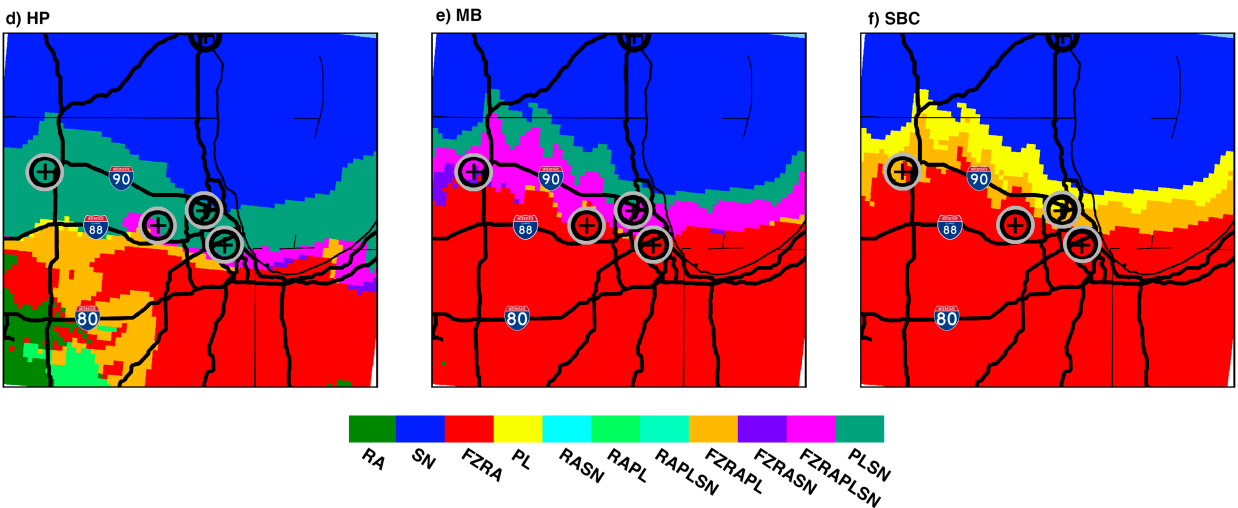 d) HP
e) MB
f) SBC
90
88
80
90
88
80
90
88
80
RA
SN
FZRA
PL
RASN
RAPL
RAPLSN
FZRAPL
FZRASN
FZRAPLSN
PLSN